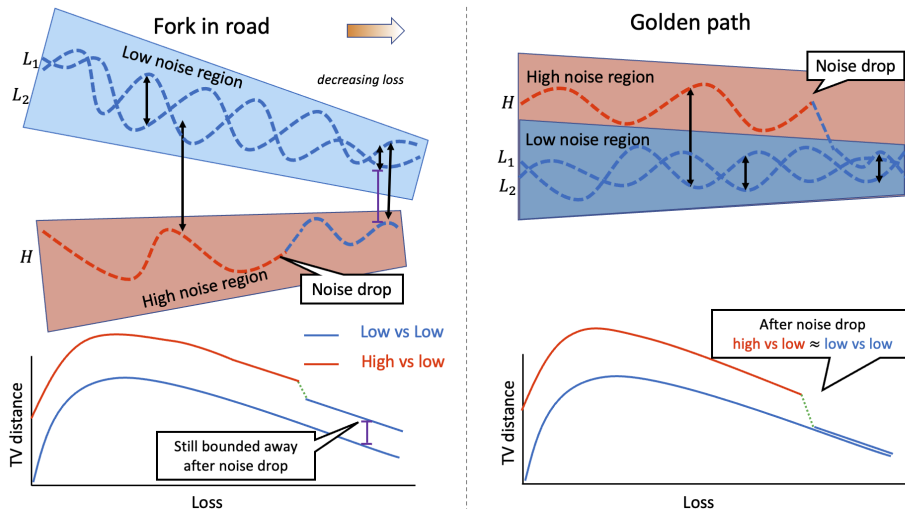 Fork in road
decreasing loss
Low noise region
L₁
L₂
H
High noise region
Noise drop
Low vs Low
High vs low
TV distance
Still bounded away
after noise drop
Loss
Golden path
High noise region
Noise drop
H
Low noise region
L₁
L₂
After noise drop
high vs low ≈ low vs low
TV distance
Loss